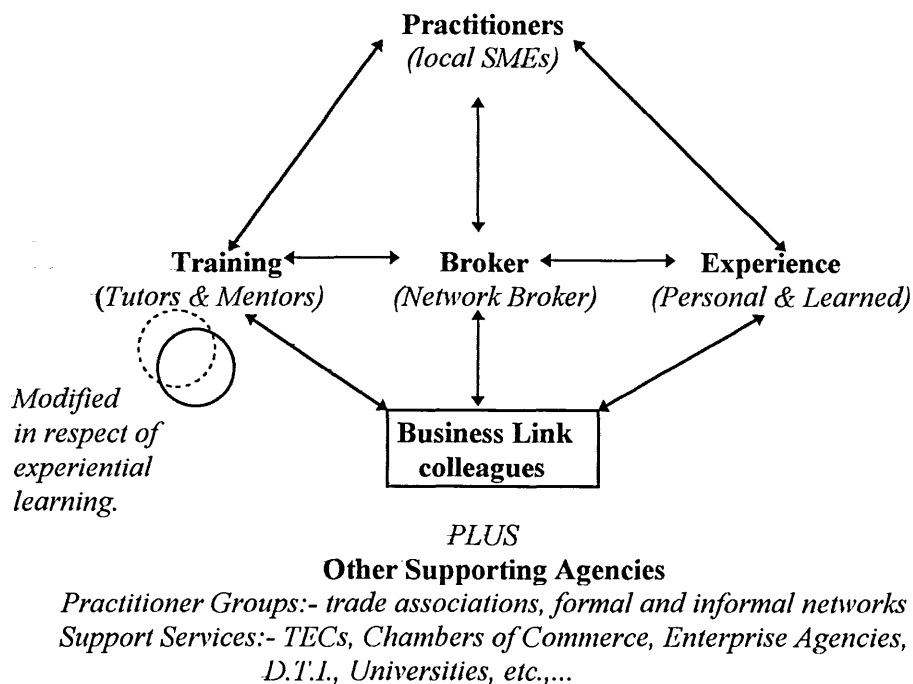 Practitioners
(local SMEs)
Training
(Tutors & Mentors)
Broker
(Network Broker)
Experience
(Personal & Learned)
Modified
in respect of
experiential
learning.
Business Link
colleagues
PLUS
Other Supporting Agencies
Practitioner Groups:- trade associations, formal and informal networks
Support Services:- TECs, Chambers of Commerce, Enterprise Agencies,
D.T.I., Universities, etc.,...